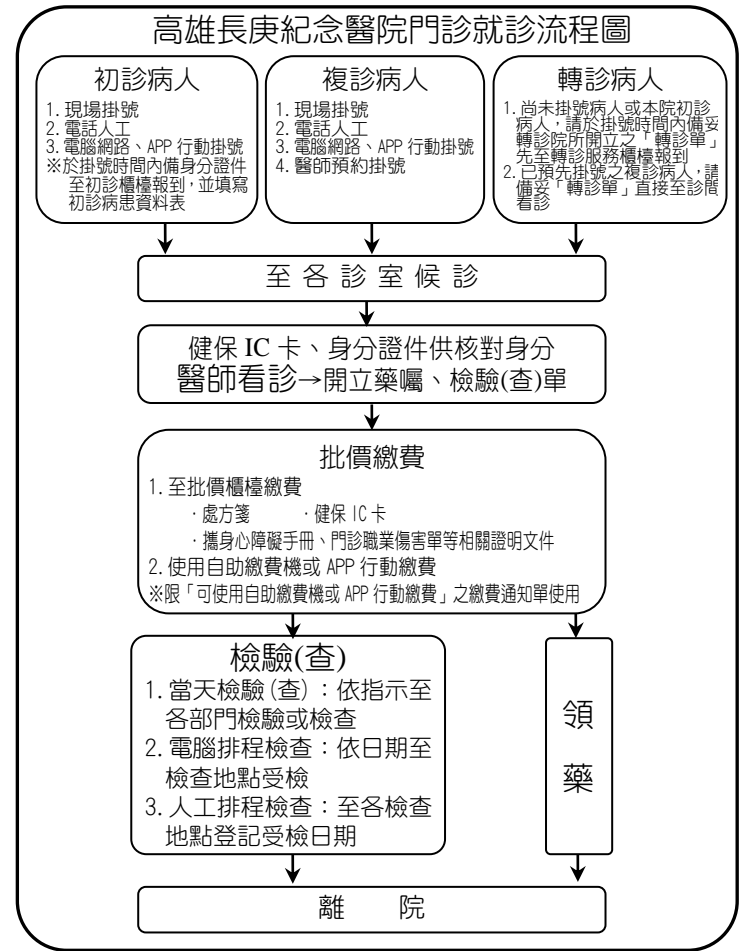 高雄長庚紀念醫院門診就診流程圖
初診病人
1. 現場掛號
2. 電話人工
3. 電腦網路、APP 行動掛號
※於掛號時間內備身分證件
至初診櫃檯報到，並填寫
初診病患資料表
複診病人
1. 現場掛號
2. 電話人工
3. 電腦網路、APP 行動掛號
4. 醫師預約掛號
轉診病人
1. 尚未掛號病人或本院初診
病人，請於掛號時間內備妥
轉診院所開立之「轉診單」
先至轉診服務櫃檯報到
2. 已預先掛號之複診病人，請
備妥「轉診單」直接至診間
看診
至各診室候診
健保 IC 卡、身分證件供核對身分
醫師看診→開立藥囑、檢驗(查)單
批價繳費
1. 至批價櫃檯繳費
．處方箋 ．健保 IC 卡
．攜身心障礙手冊、門診職業傷害單等相關證明文件
2. 使用自助繳費機或 APP 行動繳費
※限「可使用自助繳費機或 APP 行動繳費」之繳費通知單使用
檢驗(查)
1. 當天檢驗(查)：依指示至
各部門檢驗或檢查
2. 電腦排程檢查：依日期至
檢查地點受檢
3. 人工排程檢查：至各檢查
地點登記受檢日期
領
藥
離 院